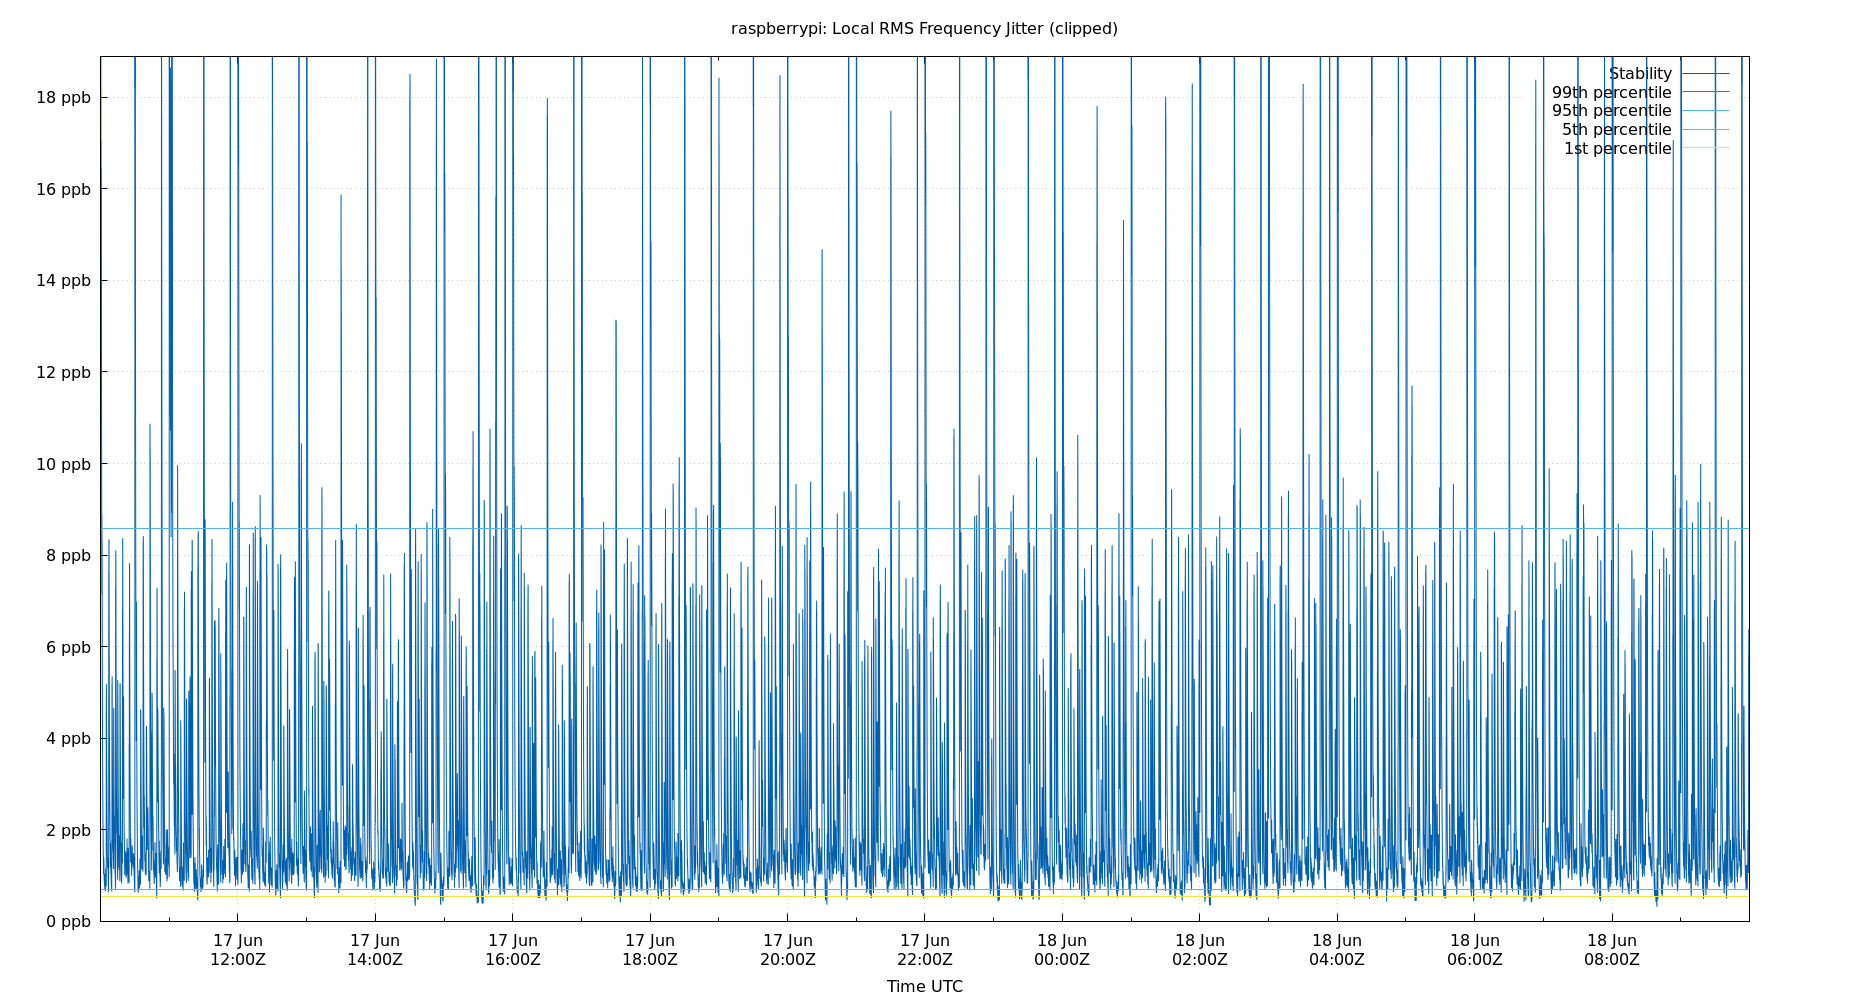 raspberrypi: Local RMS Frequency Jitter (clipped)
Stability
99th percentile
95th percentile
5th percentile
1st percentile
18 ppb
16 ppb
14 ppb
12 ppb
10 ppb
8 ppb
6 ppb
4 ppb
2 ppb
0 ppb
17 Jun 17 Jun 17 Jun 17 Jun 17 Jun 17 Jun 18 Jun 18 Jun 18 Jun 18 Jun 18 Jun
12:00Z 14:00Z 16:00Z 18:00Z 20:00Z 22:00Z 00:00Z 02:00Z 04:00Z 06:00Z 08:00Z
Time UTC